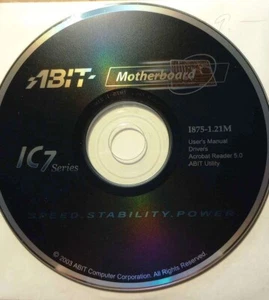 ABIT
Motherboard
I875-1.21M
User's Manual
Drivers
Acrobat Reader 5.0
ABIT Utility
IC7 Series
SPEED.STABILITY.POWER.
© 2003 ABIT Computer Corporation. All Rights Reserved.